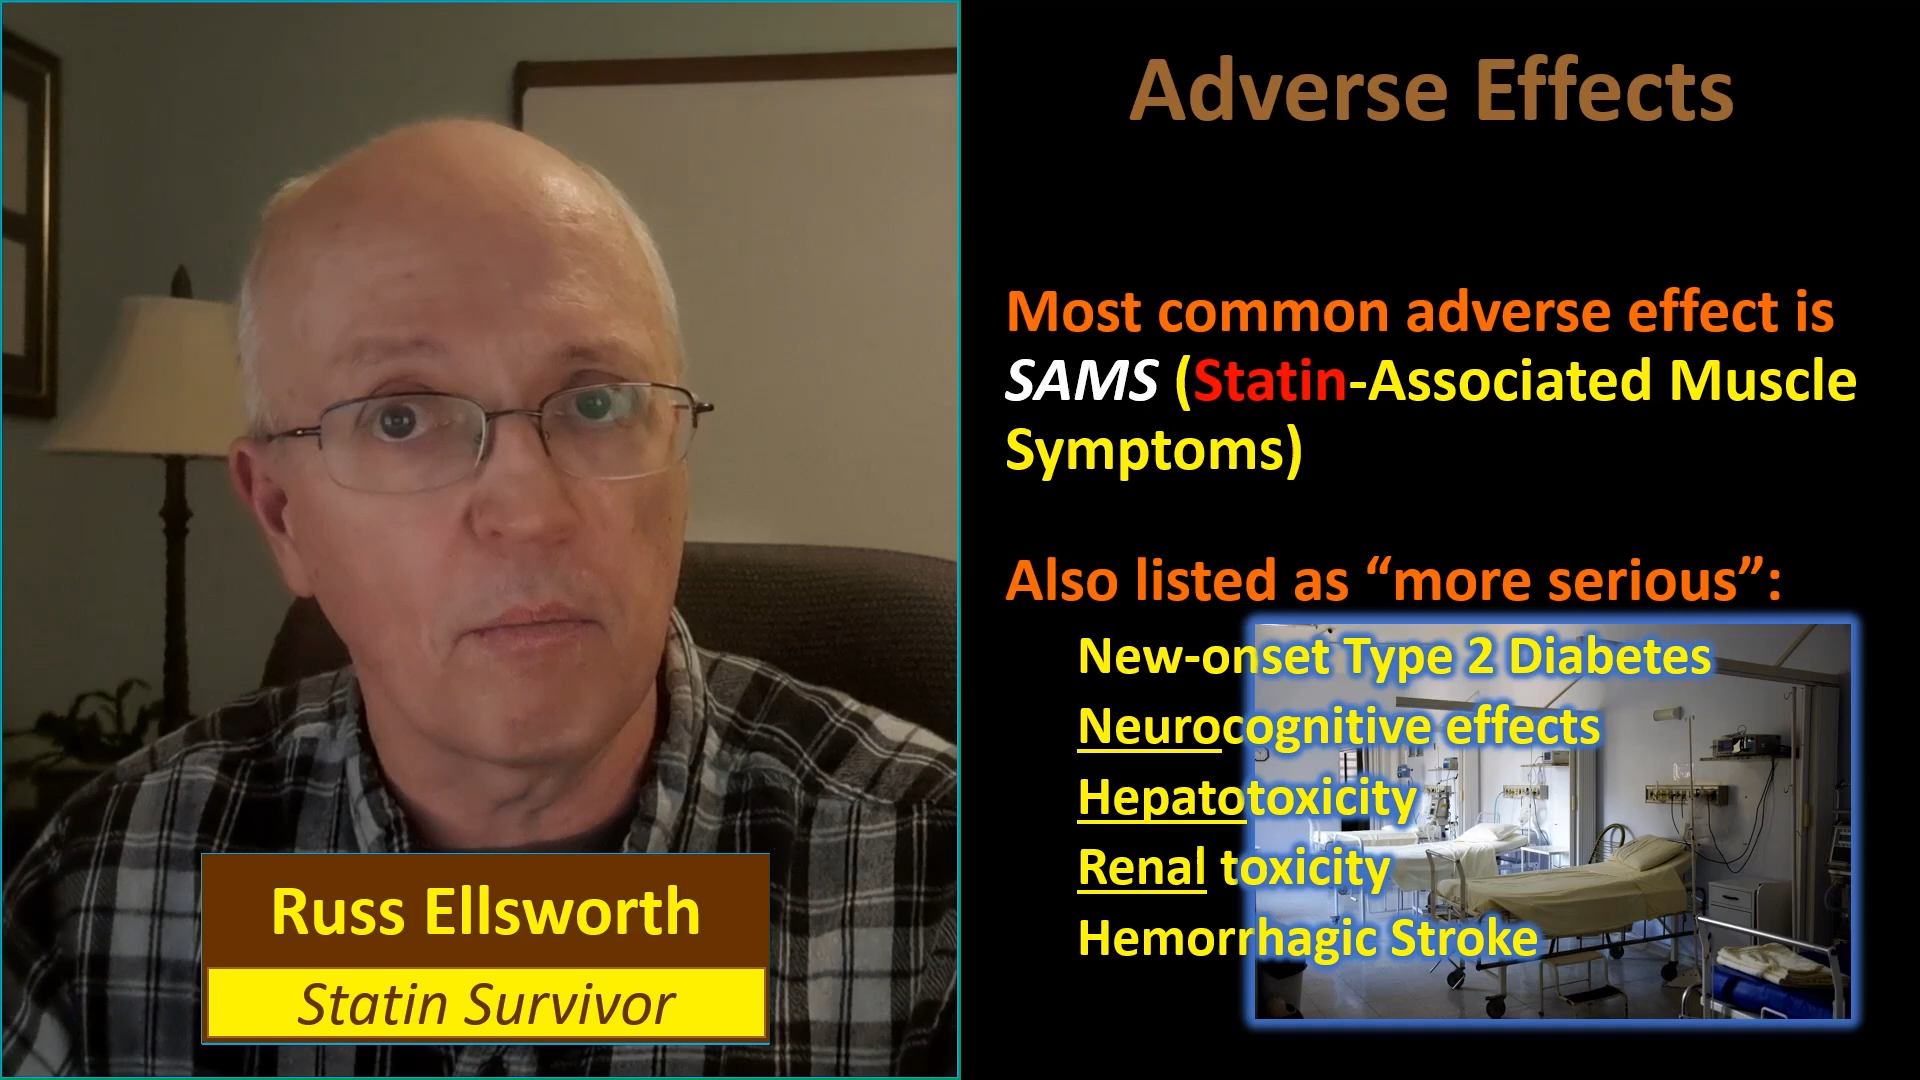 Adverse Effects
Most common adverse effect is
SAMS (Statin-Associated Muscle
Symptoms)
Also listed as “more serious”:
New-onset Type 2 Diabetes
Neurocognitive effects
Hepatotoxicity
Renal toxicity
Hemorrhagic Stroke
Russ Ellsworth
Statin Survivor